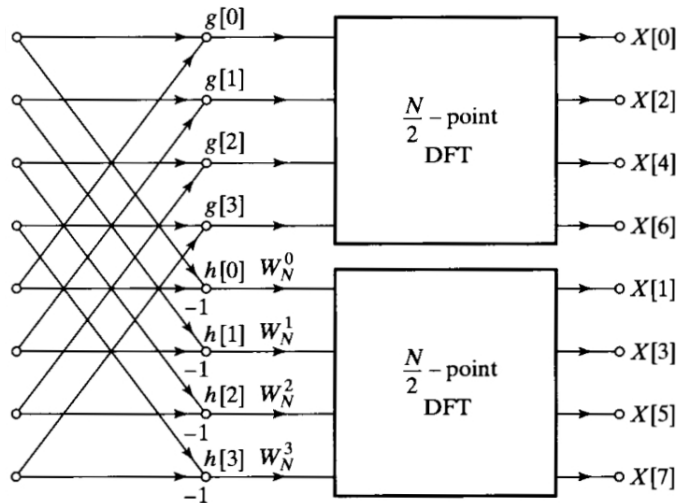 g[0]
X[0]
g[1]
X[2]
N/2 – point
DFT
g[2]
X[4]
g[3]
X[6]
h[0] W_N^0
X[1]
-1
h[1] W_N^1
X[3]
-1
N/2 – point
DFT
h[2] W_N^2
X[5]
-1
h[3] W_N^3
X[7]
-1